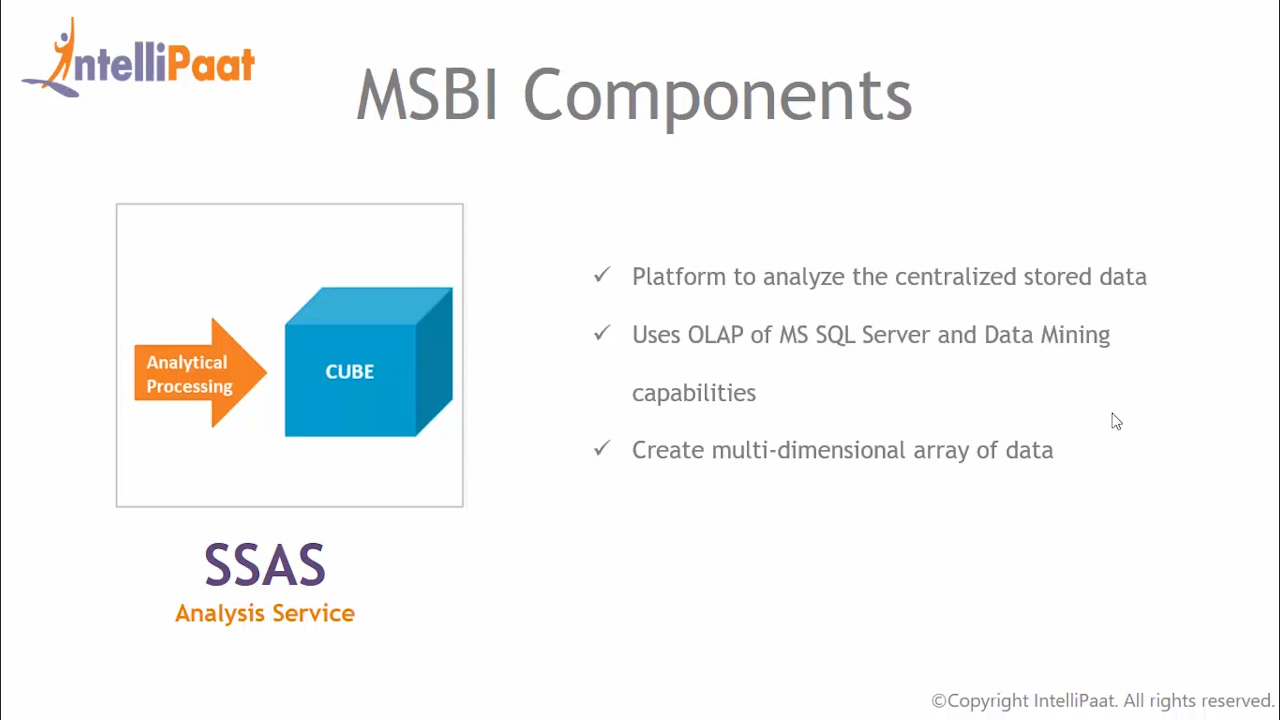 IntelliPaat
MSBI Components
Analytical
Processing
CUBE
✓ Platform to analyze the centralized stored data
✓ Uses OLAP of MS SQL Server and Data Mining
capabilities
✓ Create multi-dimensional array of data
SSAS
Analysis Service
©Copyright IntelliPaat. All rights reserved.